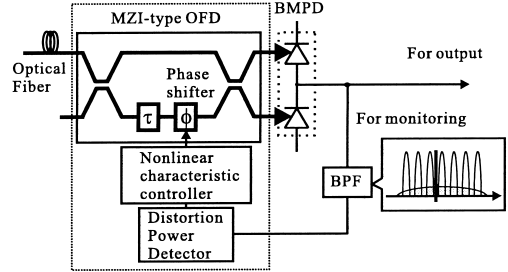 MZI-type OFD
BMPD
Optical
Fiber
Phase
shifter
τ
ϕ
For output
For monitoring
Nonlinear
characteristic
controller
BPF
Distortion
Power
Detector